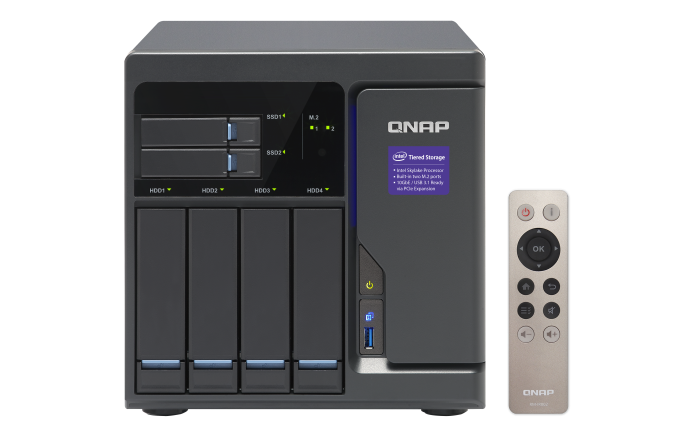 SSD1
M.2
1 2
SSD2
HDD1 HDD2 HDD3 HDD4
QNAP
intel Tiered Storage
• Intel Skylake Processor
• Built-in two M.2 ports
• 10GbE / USB 3.1 Ready
via PCIe Expansion
OK
QNAP